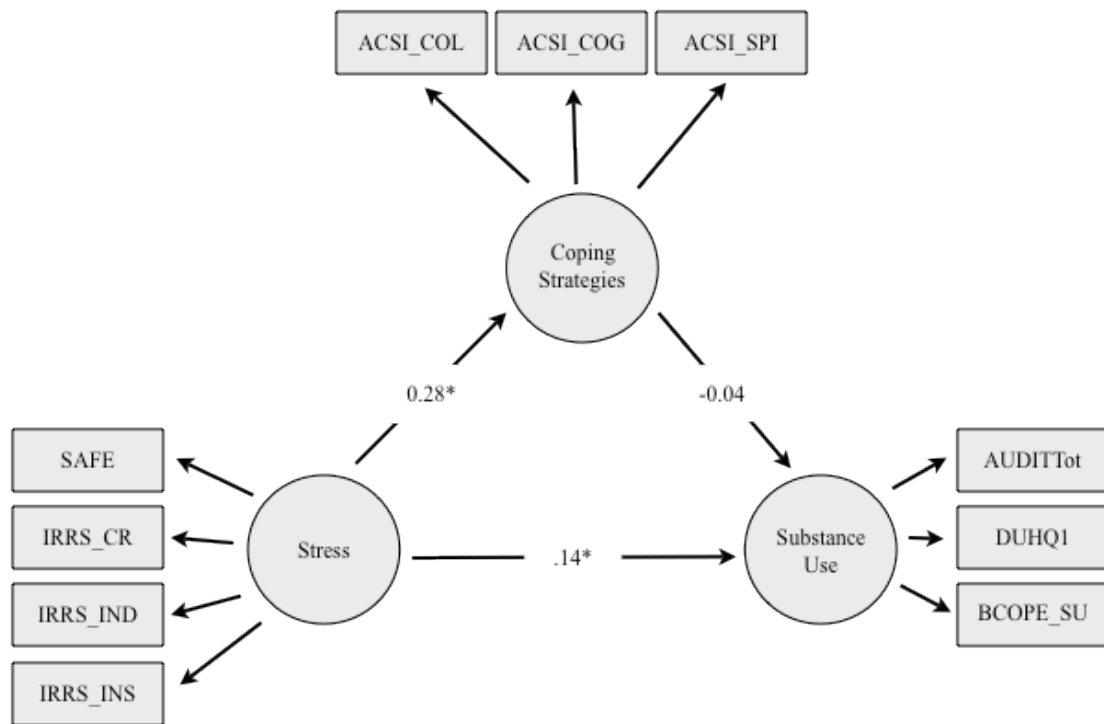 ACSI_COL
ACSI_COG
ACSI_SPI
Coping
Strategies
0.28*
-0.04
SAFE
IRRS_CR
IRRS_IND
IRRS_INS
Stress
.14*
Substance
Use
AUDITTot
DUHQ1
BCOPE_SU